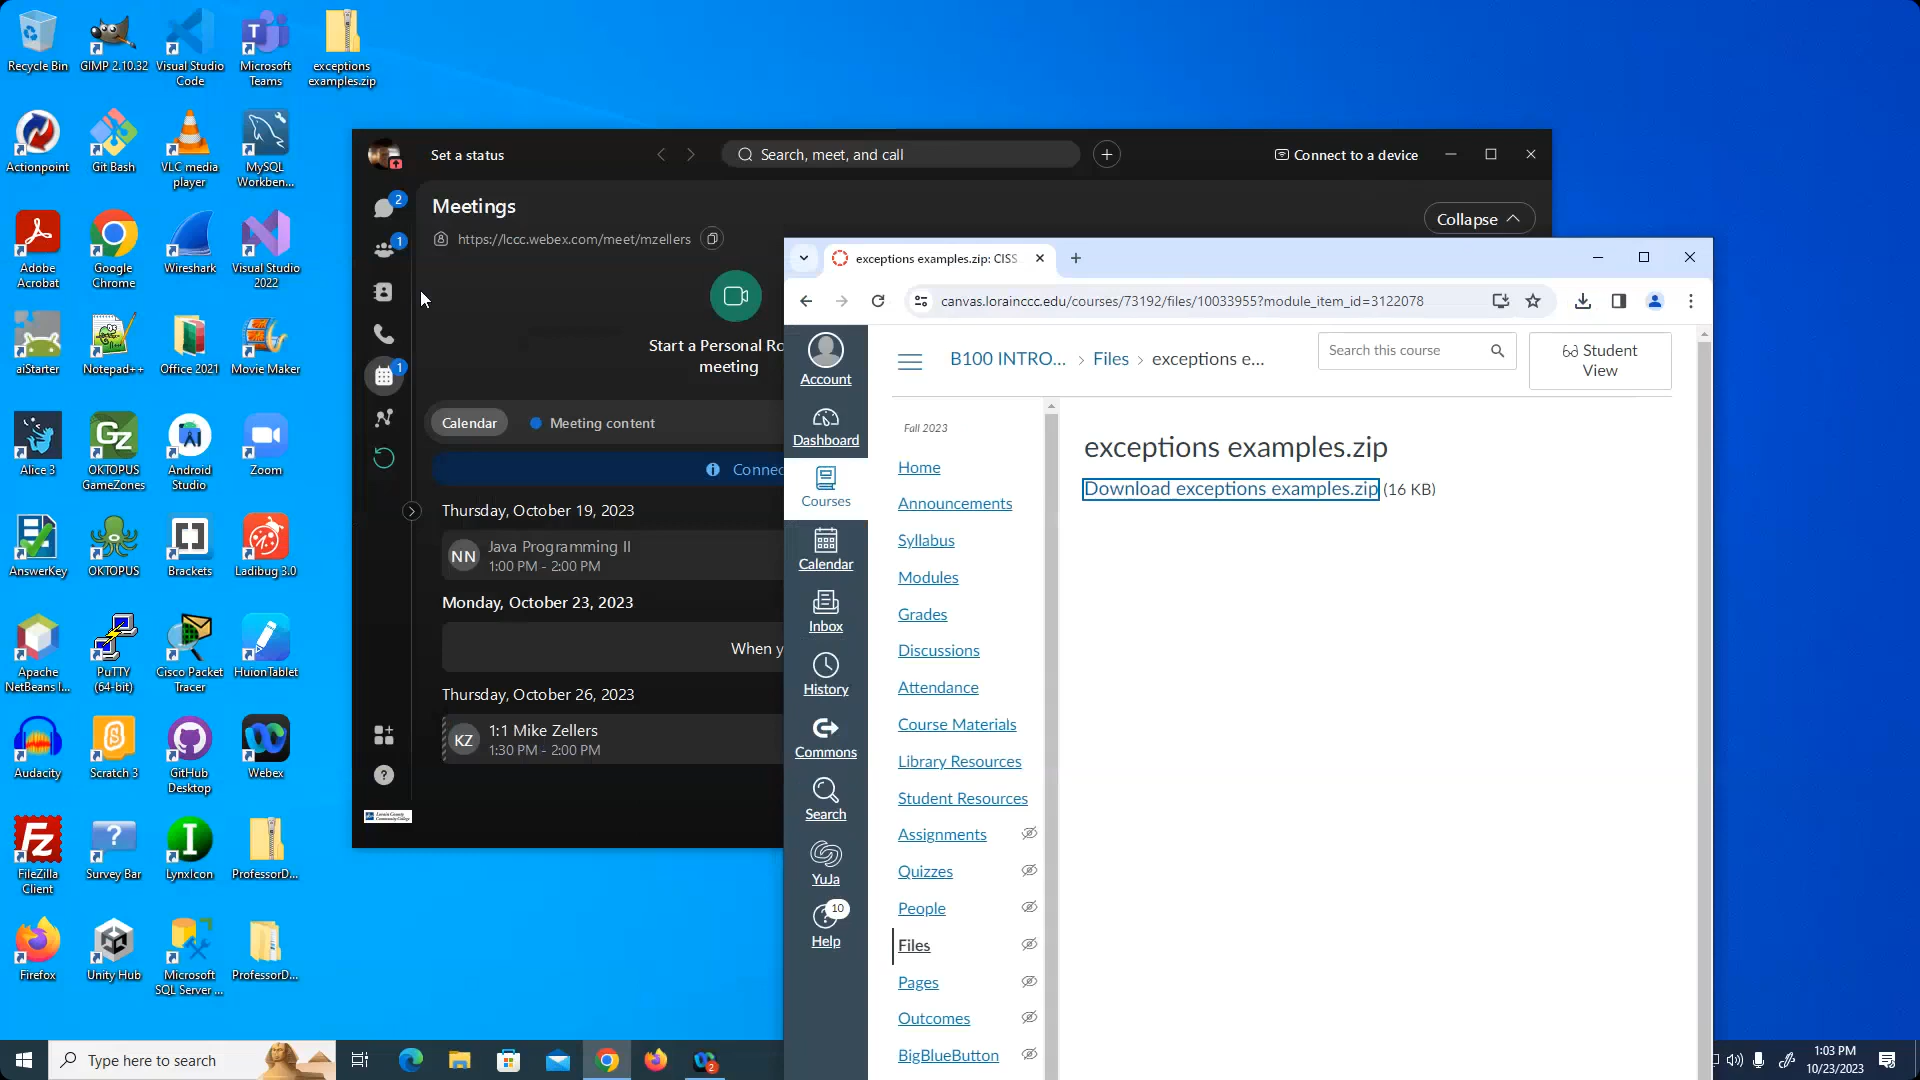 Recycle Bin
GIMP 2.10.32
Visual Studio
Code
Microsoft
Teams
exceptions
examples.zip
Actionpoint
Git Bash
VLC media
player
MySQL
Workben...
Adobe
Acrobat
Google
Chrome
Wireshark
Visual Studio
2022
aiStarter
Notepad++
Office 2021
Movie Maker
Alice 3
OKTOPUS
GameZones
Android
Studio
Zoom
AnswerKey
OKTOPUS
Brackets
Ladibug 3.0
Apache
NetBeans I...
PuTTY
(64-bit)
Cisco Packet
Tracer
HuionTablet
Audacity
Scratch 3
GitHub
Desktop
Webex
FileZilla
Client
Survey Bar
LynxIcon
ProfessorD...
Firefox
Unity Hub
Microsoft
SQL Server ...
ProfessorD...
Set a status
Search, meet, and call
Connect to a device
2
1
1
Meetings
https://lccc.webex.com/meet/mzellers
Collapse
Start a Personal Ro
meeting
Calendar
Meeting content
Connec
Thursday, October 19, 2023
NN
Java Programming II
1:00 PM - 2:00 PM
Monday, October 23, 2023
When y
Thursday, October 26, 2023
KZ
1:1 Mike Zellers
1:30 PM - 2:00 PM
Lorain County
Community College
exceptions examples.zip: CISS
canvas.lorainccc.edu/courses/73192/files/10033955?module_item_id=3122078
Account
Dashboard
Courses
Calendar
Inbox
History
Commons
Search
YuJa
10
Help
B100 INTRO... > Files > exceptions e...
Search this course
Student
View
Fall 2023
Home
Announcements
Syllabus
Modules
Grades
Discussions
Attendance
Course Materials
Library Resources
Student Resources
Assignments
Quizzes
People
Files
Pages
Outcomes
BigBlueButton
exceptions examples.zip
Download exceptions examples.zip (16 KB)
Type here to search
2
1:03 PM
10/23/2023